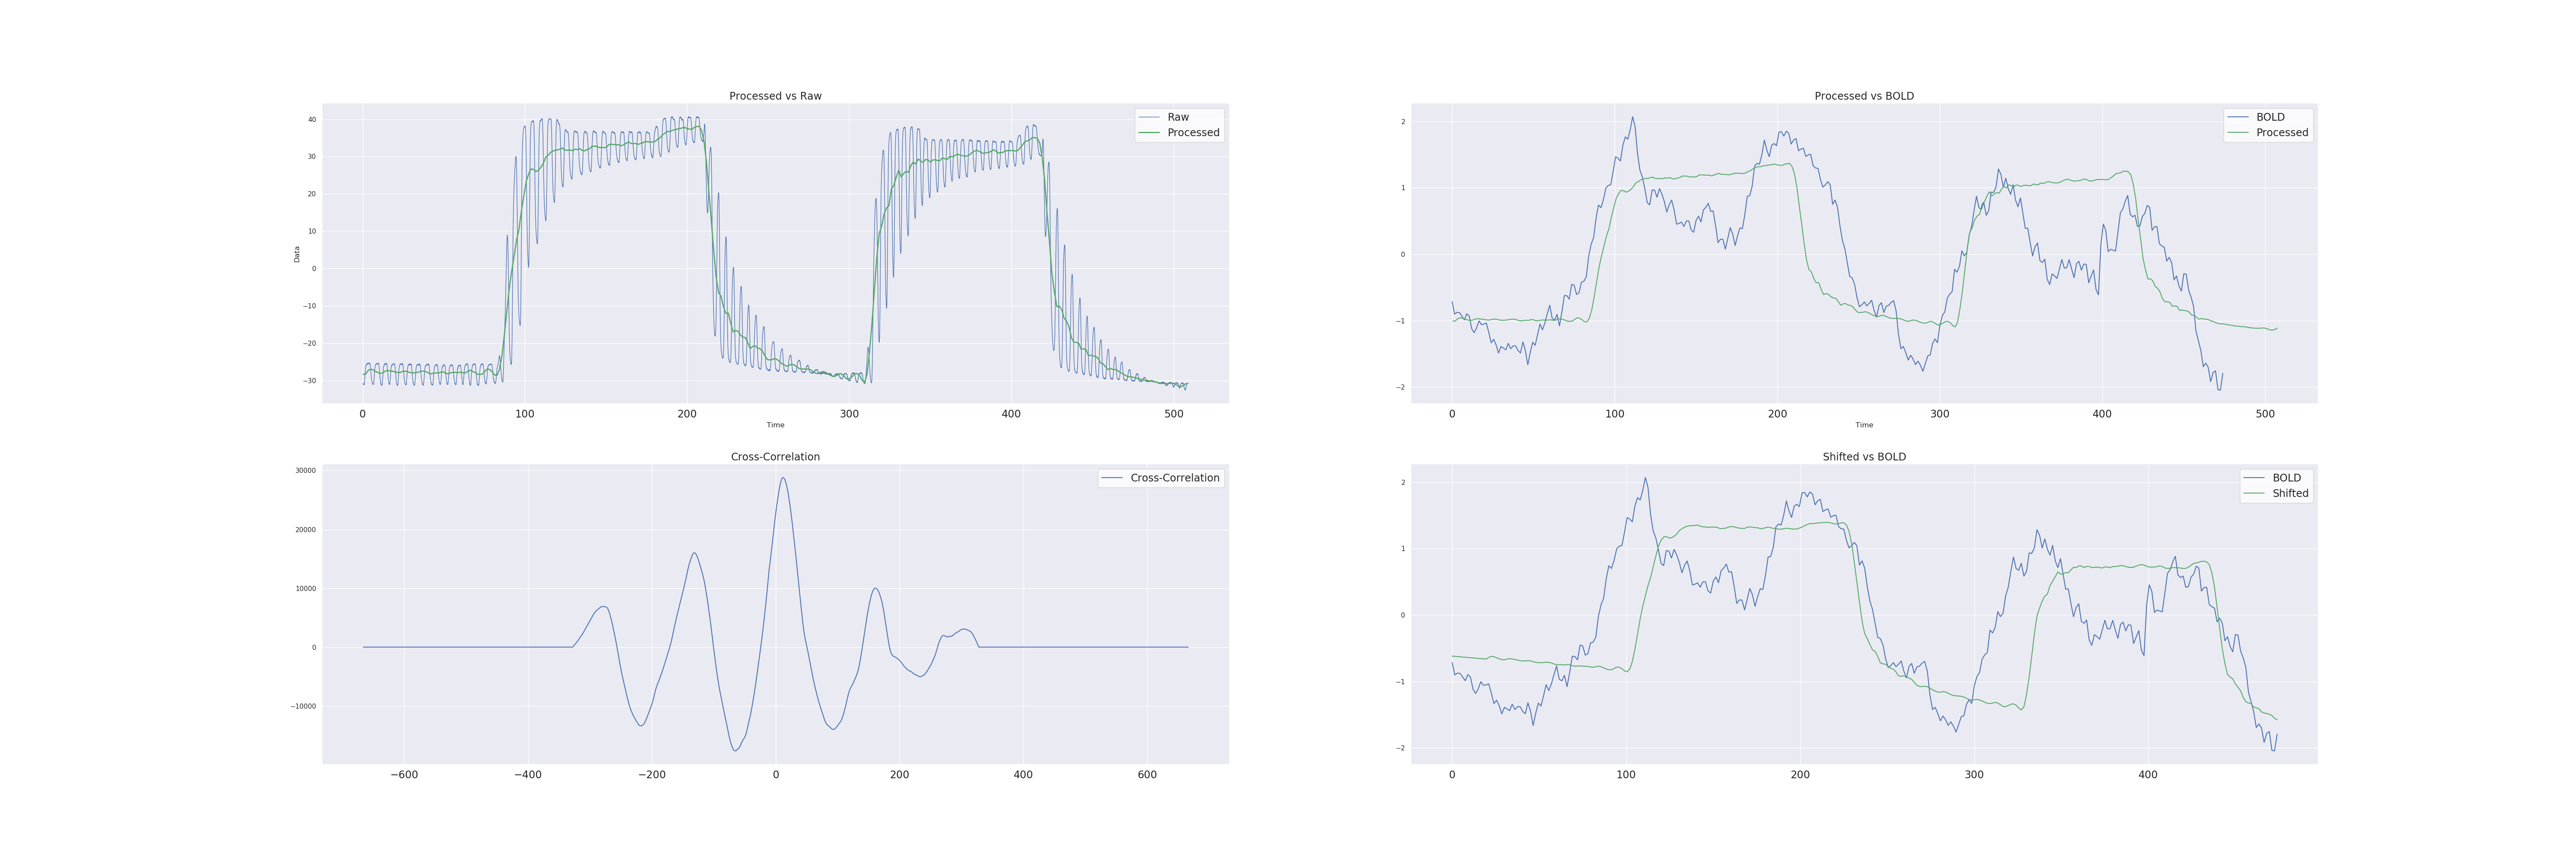 Processed vs Raw
Raw
Processed
40
30
20
10
0
−10
−20
−30
Data
0 100 200 300 400 500
Time
Processed vs BOLD
BOLD
Processed
2
1
0
−1
−2
0 100 200 300 400 500
Time
Cross-Correlation
Cross-Correlation
30000
20000
10000
0
−10000
−600 −400 −200 0 200 400 600
Shifted vs BOLD
BOLD
Shifted
2
1
0
−1
−2
0 100 200 300 400